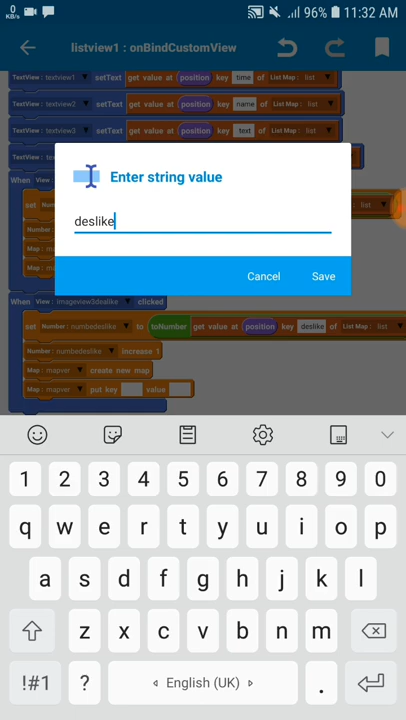 0 KB/s 96% 11:32 AM
listview1 : onBindCustomView
TextView : textview1 setText get value at position key time of List Map : list
TextView : textview2 setText get value at position key name of List Map : list
TextView : textview3 setText get value at position key text of List Map : list
TextView : 
When View :
set Num list
Number :
Map : ma
Map : ma
Enter string value
deslike
Cancel Save
When View : imageview3deslike clicked
set Number : numbedeslike to toNumber get value at position key deslike of List Map : list
Number : numbedeslike increase 1
Map : mapver create new map
Map : mapver put key value
1 2 3 4 5 6 7 8 9 0
q w e r t y u i o p
a s d f g h j k l
z x c v b n m
!#1 ? English (UK) .